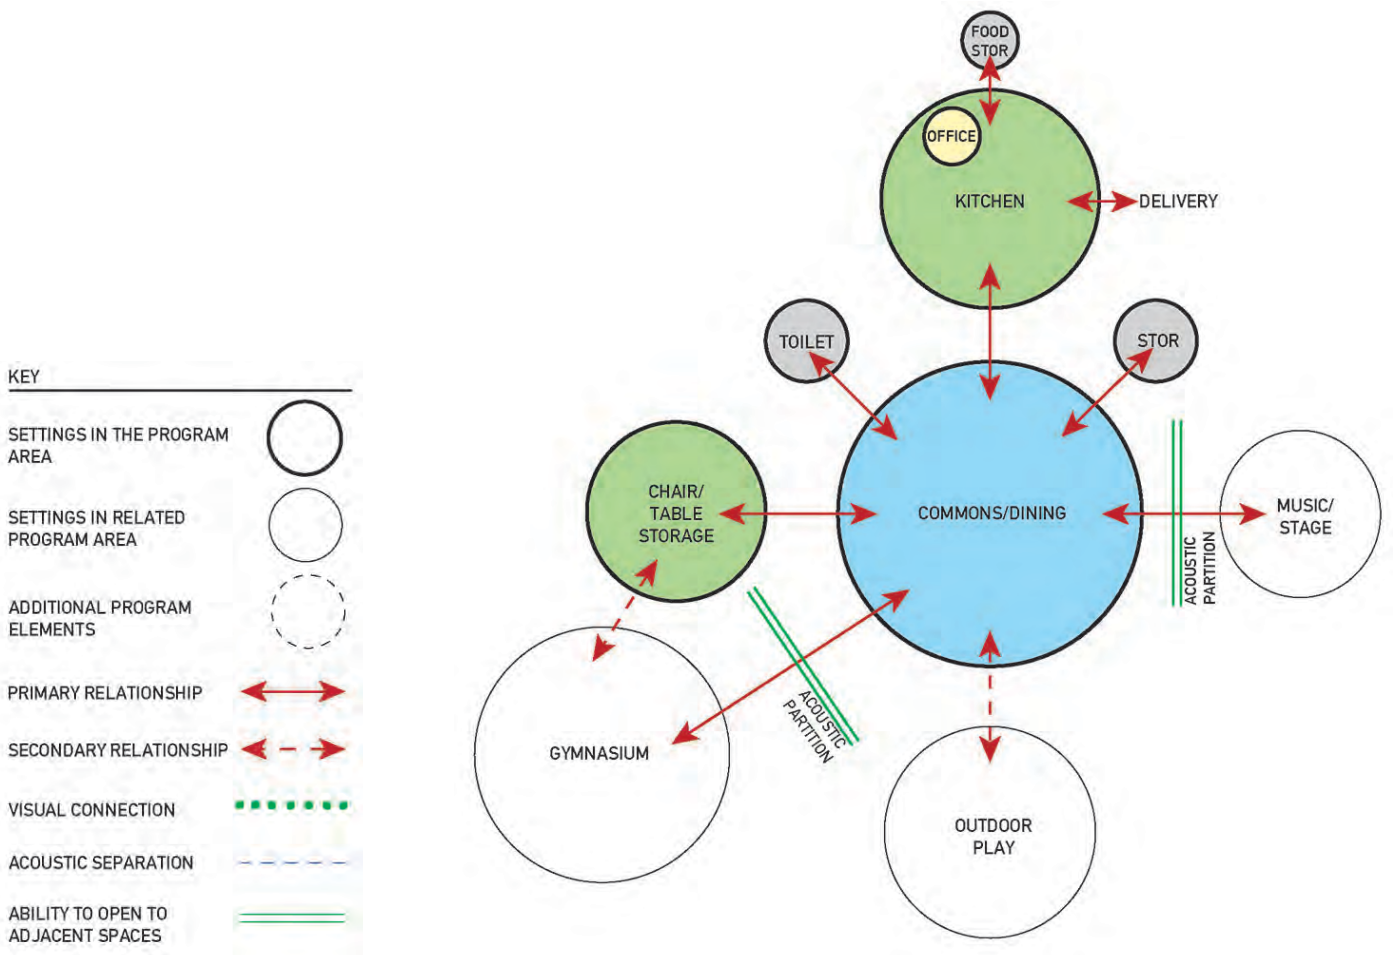 FOOD
STOR
OFFICE
KITCHEN
DELIVERY
TOILET
STOR
KEY
SETTINGS IN THE PROGRAM
AREA
SETTINGS IN RELATED
PROGRAM AREA
ADDITIONAL PROGRAM
ELEMENTS
PRIMARY RELATIONSHIP
SECONDARY RELATIONSHIP
VISUAL CONNECTION
ACOUSTIC SEPARATION
ABILITY TO OPEN TO
ADJACENT SPACES
CHAIR/
TABLE
STORAGE
COMMONS/DINING
ACOUSTIC
PARTITION
MUSIC/
STAGE
ACOUSTIC
PARTITION
GYMNASIUM
OUTDOOR
PLAY